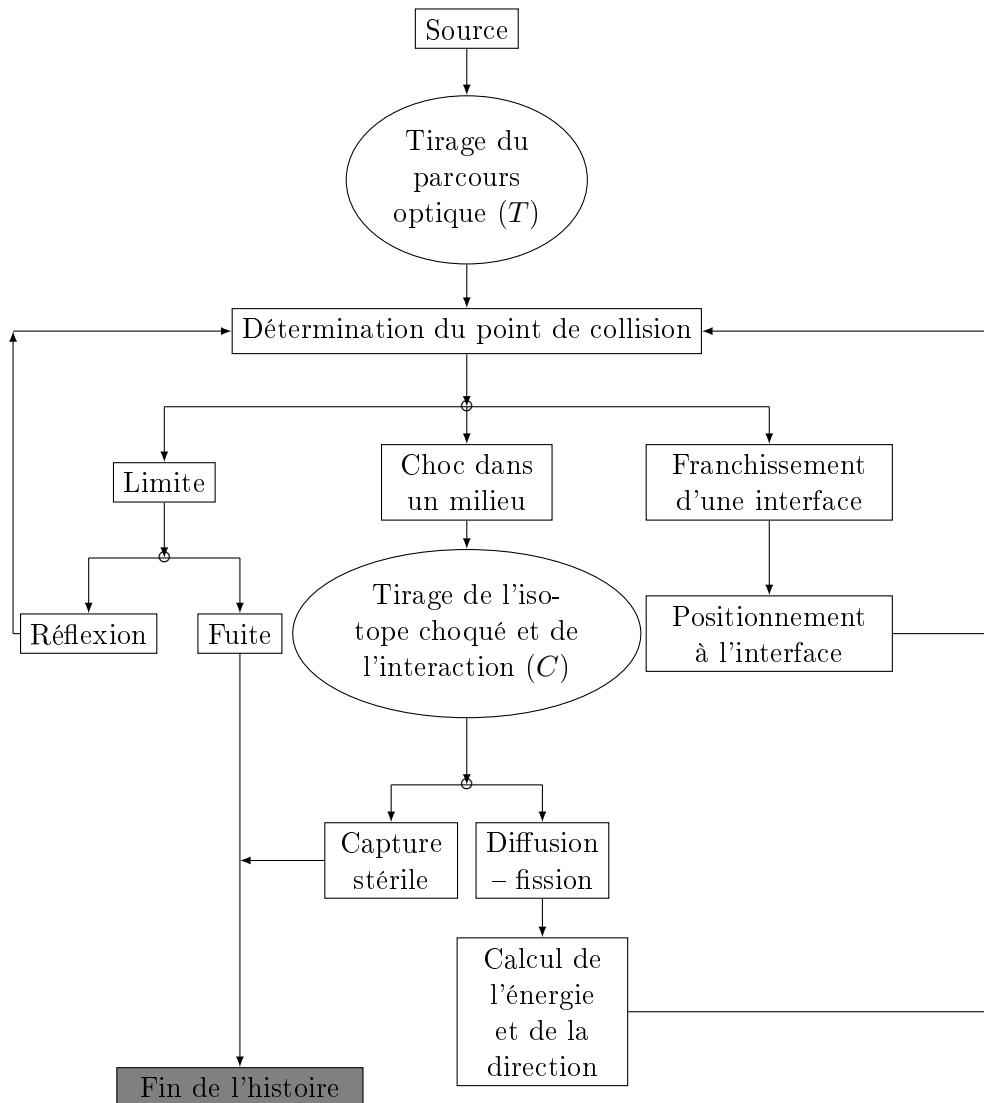 Source
Tirage du
parcours
optique (T)
Détermination du point de collision
Limite
Choc dans
un milieu
Franchissement
d'une interface
Réflexion
Fuite
Tirage de l'iso-
tope choqué et de
l'interaction (C)
Positionnement
à l'interface
Capture
stérile
Diffusion
– fission
Calcul de
l'énergie
et de la
direction
Fin de l'histoire